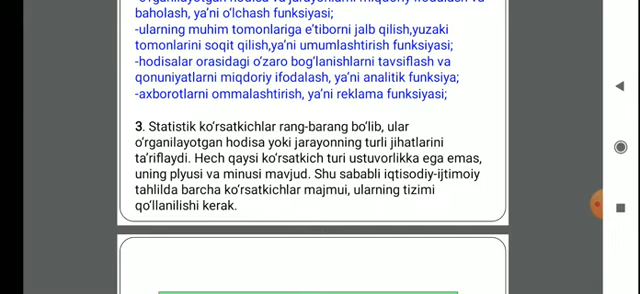 baholash, ya'ni o'lchash funksiyasi;
-ularning muhim tomonlariga e'tiborni jalb qilish,yuzaki
tomonlarini soqit qilish,ya'ni umumlashtirish funksiyasi;
-hodisalar orasidagi o'zaro bog'lanishlarni tavsiflash va
qonuniyatlarni miqdoriy ifodalash, ya'ni analitik funksiya;
-axborotlarni ommalashtirish, ya'ni reklama funksiyasi;
3. Statistik ko'rsatkichlar rang-barang bo'lib, ular
o'rganilayotgan hodisa yoki jarayonning turli jihatlarini
ta'riflaydi. Hech qaysi ko'rsatkich turi ustuvorlikka ega emas,
uning plyusi va minusi mavjud. Shu sababli iqtisodiy-ijtimoiy
tahlilda barcha ko'rsatkichlar majmui, ularning tizimi
qo'llanilishi kerak.